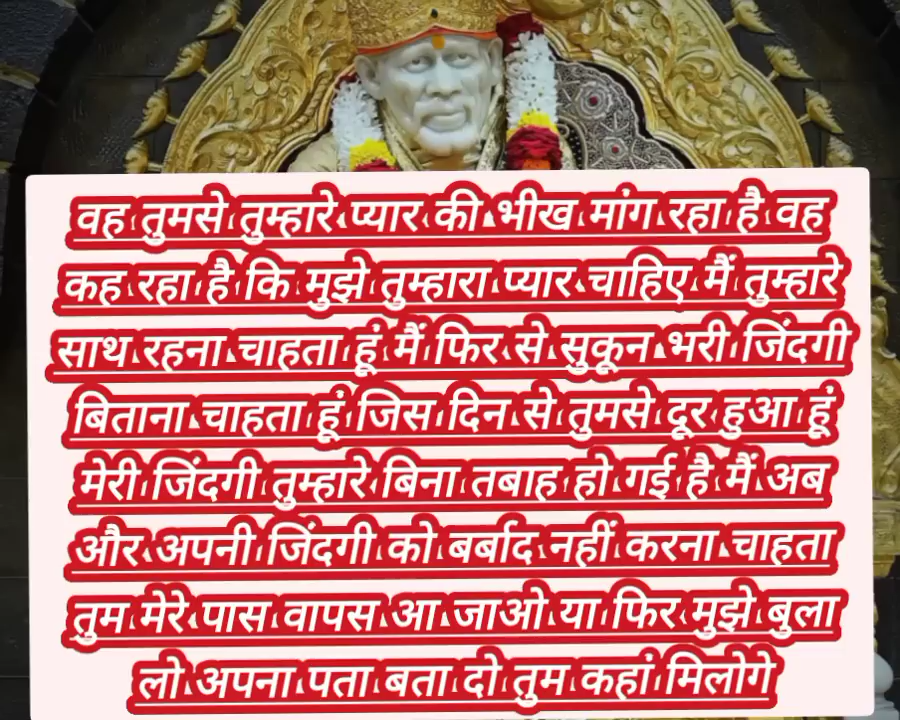 वह तुमसे तुम्हारे प्यार की भीख मांग रहा है वह
कह रहा है कि मुझे तुम्हारा प्यार चाहिए मैं तुम्हारे
साथ रहना चाहता हूं मैं फिर से सुकून भरी जिंदगी
बिताना चाहता हूं जिस दिन से तुमसे दूर हुआ हूं
मेरी जिंदगी तुम्हारे बिना तबाह हो गई है मैं अब
और अपनी जिंदगी को बर्बाद नहीं करना चाहता
तुम मेरे पास वापस आ जाओ या फिर मुझे बुला
लो अपना पता बता दो तुम कहां मिलोगे